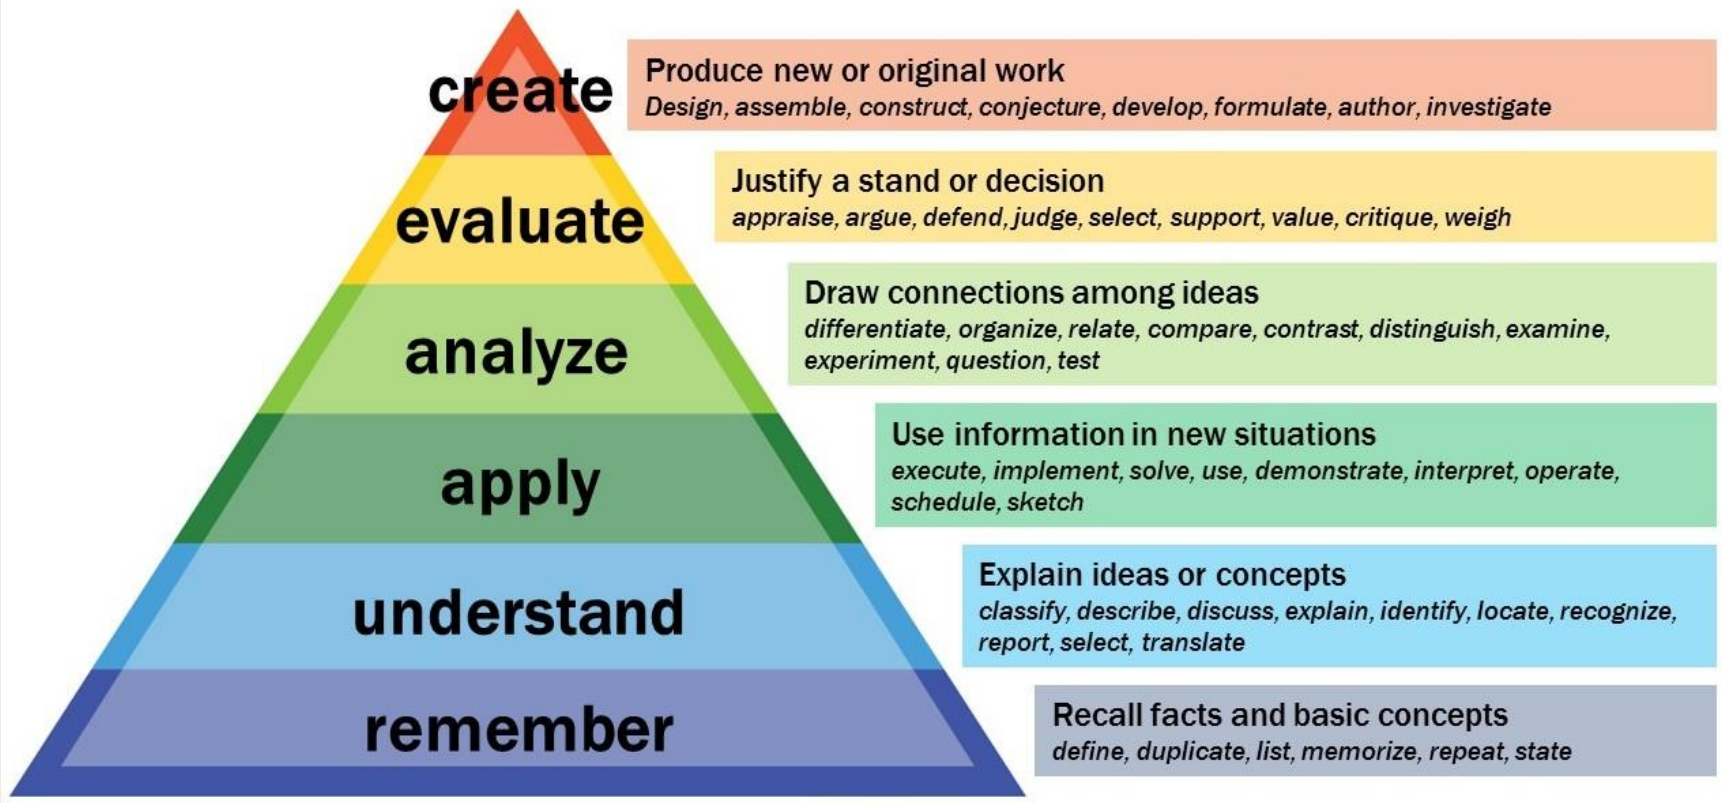 create
Produce new or original work
Design, assemble, construct, conjecture, develop, formulate, author, investigate
evaluate
Justify a stand or decision
appraise, argue, defend, judge, select, support, value, critique, weigh
analyze
Draw connections among ideas
differentiate, organize, relate, compare, contrast, distinguish, examine,
experiment, question, test
apply
Use information in new situations
execute, implement, solve, use, demonstrate, interpret, operate,
schedule, sketch
understand
Explain ideas or concepts
classify, describe, discuss, explain, identify, locate, recognize,
report, select, translate
remember
Recall facts and basic concepts
define, duplicate, list, memorize, repeat, state